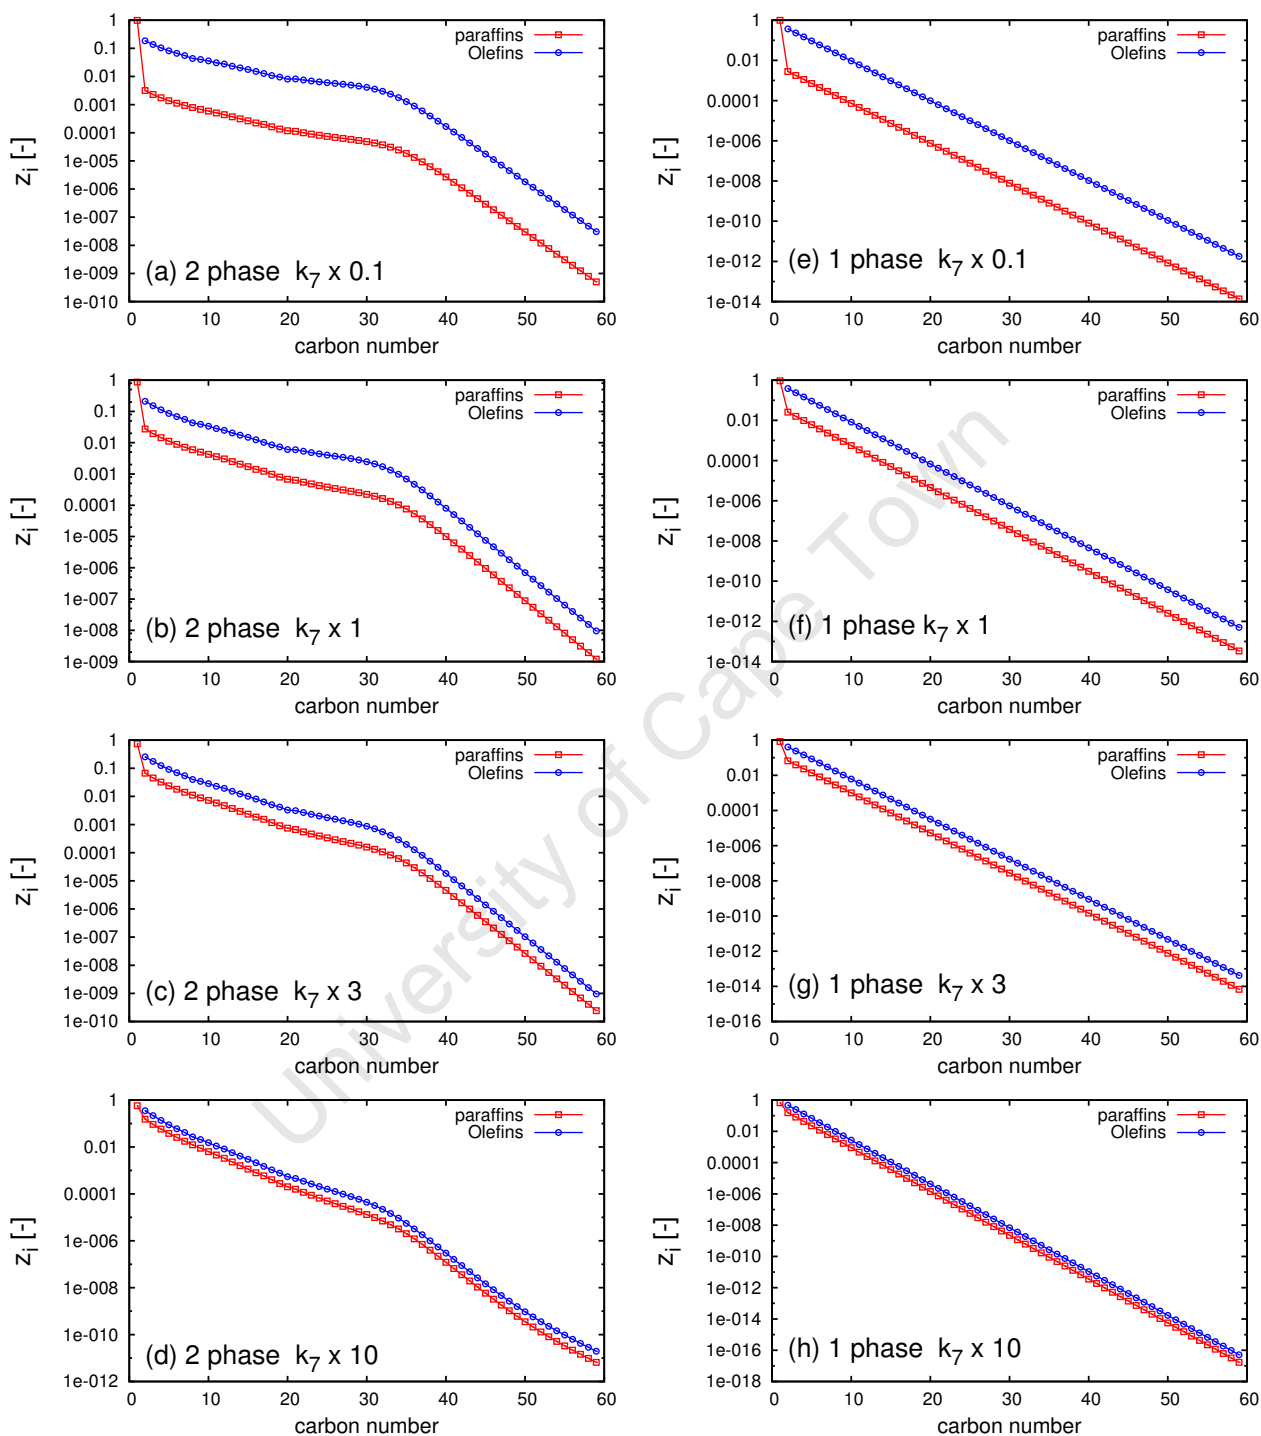 1
0.1
0.01
0.001
0.0001
1e-005
1e-006
1e-007
1e-008
1e-009
1e-010
z_i [-]
paraffins
Olefins
(a) 2 phase k_7 x 0.1
0 10 20 30 40 50 60
carbon number
1
0.01
0.0001
1e-006
1e-008
1e-010
1e-012
1e-014
z_i [-]
paraffins
Olefins
(e) 1 phase k_7 x 0.1
0 10 20 30 40 50 60
carbon number
1
0.1
0.01
0.001
0.0001
1e-005
1e-006
1e-007
1e-008
1e-009
z_i [-]
paraffins
Olefins
(b) 2 phase k_7 x 1
0 10 20 30 40 50 60
carbon number
1
0.01
0.0001
1e-006
1e-008
1e-010
1e-012
1e-014
z_i [-]
paraffins
Olefins
(f) 1 phase k_7 x 1
0 10 20 30 40 50 60
carbon number
1
0.1
0.01
0.001
0.0001
1e-005
1e-006
1e-007
1e-008
1e-009
1e-010
z_i [-]
paraffins
Olefins
(c) 2 phase k_7 x 3
0 10 20 30 40 50 60
carbon number
1
0.01
0.0001
1e-006
1e-008
1e-010
1e-012
1e-014
1e-016
z_i [-]
paraffins
Olefins
(g) 1 phase k_7 x 3
0 10 20 30 40 50 60
carbon number
1
0.01
0.0001
1e-006
1e-008
1e-010
1e-012
z_i [-]
paraffins
Olefins
(d) 2 phase k_7 x 10
0 10 20 30 40 50 60
carbon number
1
0.01
0.0001
1e-006
1e-008
1e-010
1e-012
1e-014
1e-016
1e-018
z_i [-]
paraffins
Olefins
(h) 1 phase k_7 x 10
0 10 20 30 40 50 60
carbon number
University of Cape Town